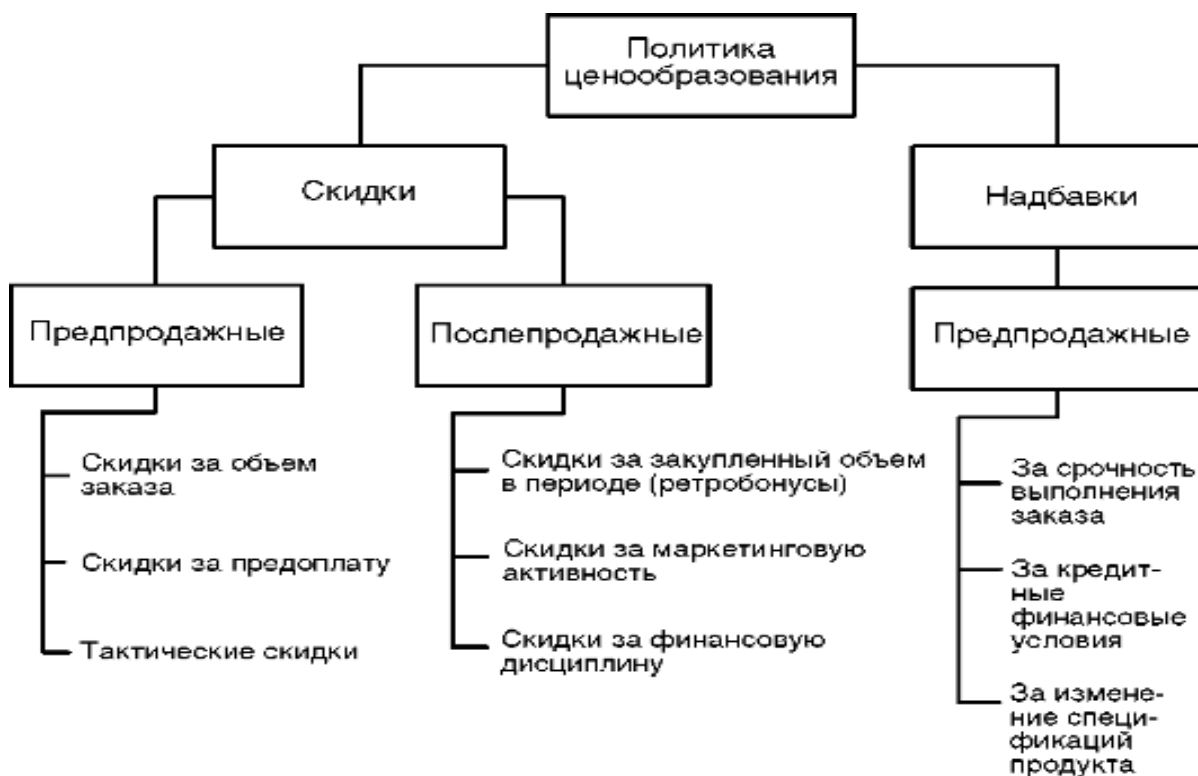 Политика
ценообразования
Скидки
Надбавки
Предпродажные
Послепродажные
Предпродажные
Скидки за объем
заказа
Скидки за предоплату
Тактические скидки
Скидки за закупленный объем
в периоде (ретробонусы)
Скидки за маркетинговую
активность
Скидки за финансовую
дисциплину
За срочность
выполнения
заказа
За кредит-
ные
финансовые
условия
За измене-
ние специ-
фикаций
продукта